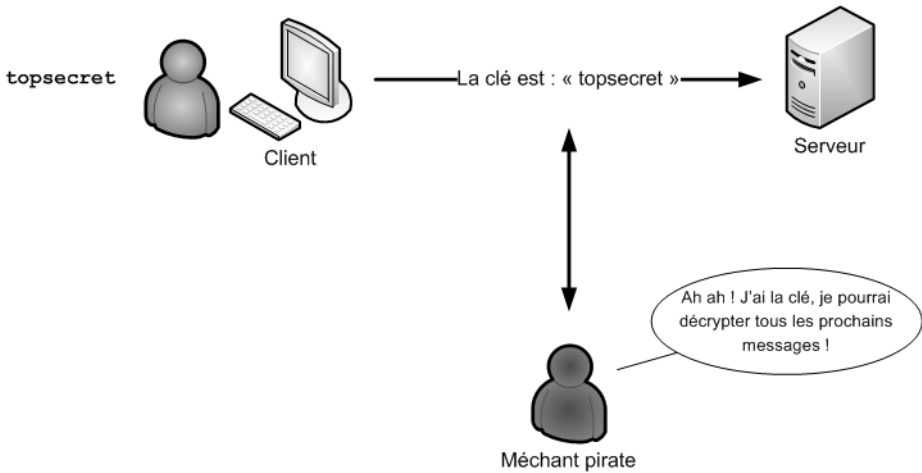 topsecret
La clé est : « topsecret »
Client
Serveur
Ah ah ! J'ai la clé, je pourrai
décrypter tous les prochains
messages !
Méchant pirate